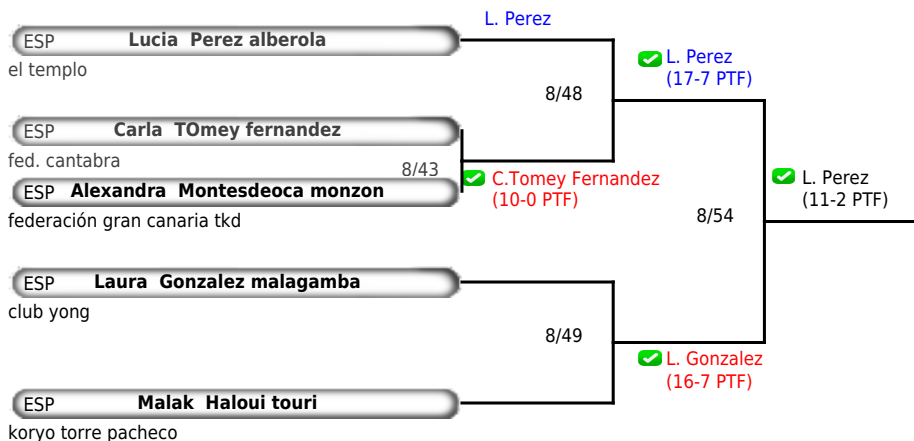 L. Perez
ESP Lucia Perez alberola
el templo
L. Perez
(17-7 PTF)
8/48
ESP Carla TOmey fernandez
fed. cantabra
8/43
C.Tomey Fernandez
(10-0 PTF)
ESP Alexandra Montesdeoca monzon
federación gran canaria tkd
L. Perez
(11-2 PTF)
8/54
ESP Laura Gonzalez malagamba
club yong
8/49
L. Gonzalez
(16-7 PTF)
ESP Malak Haloui touri
koryo torre pacheco